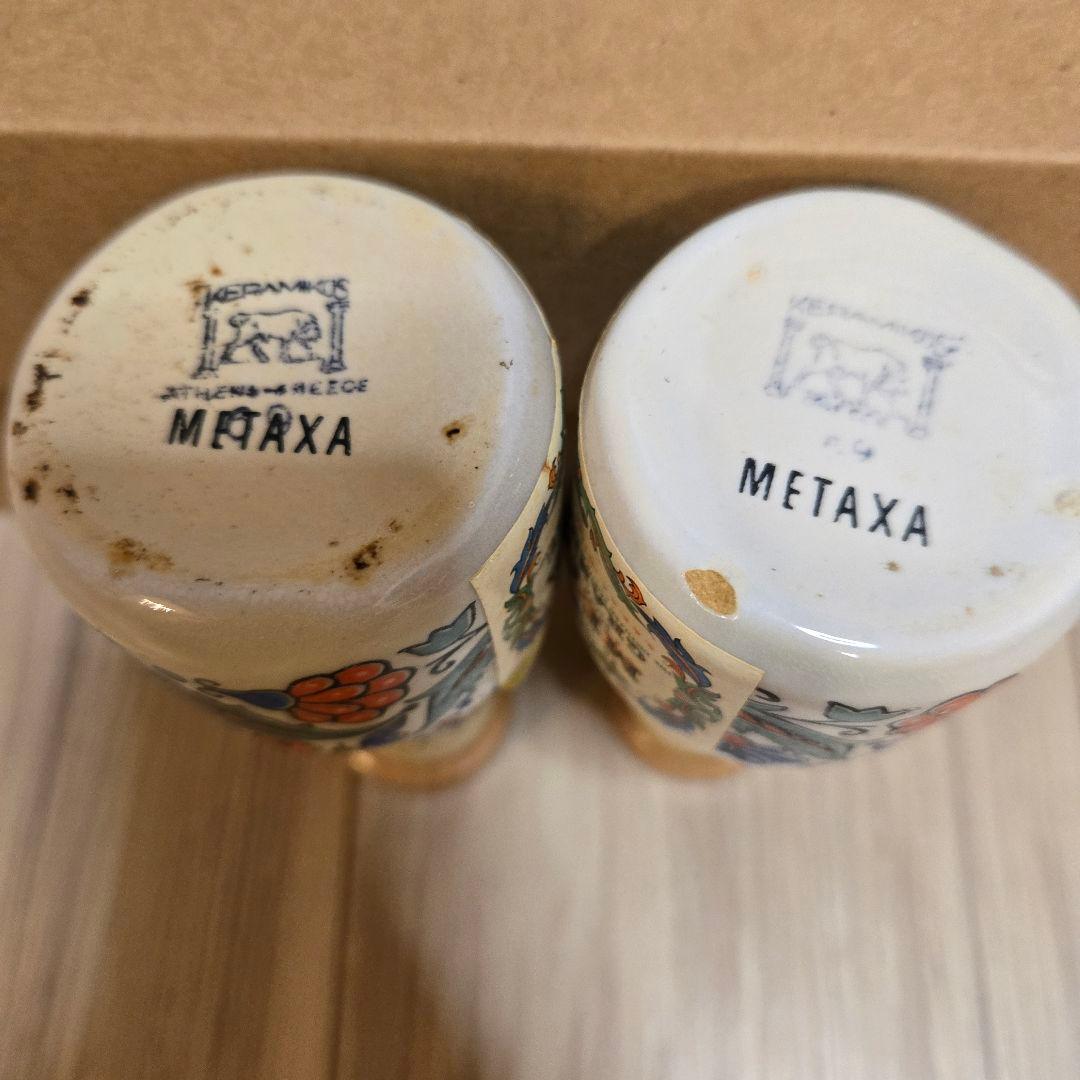 KERAMIKOS
ATHENS-GREECE
METAXA
KERAMIKOS
METAXA